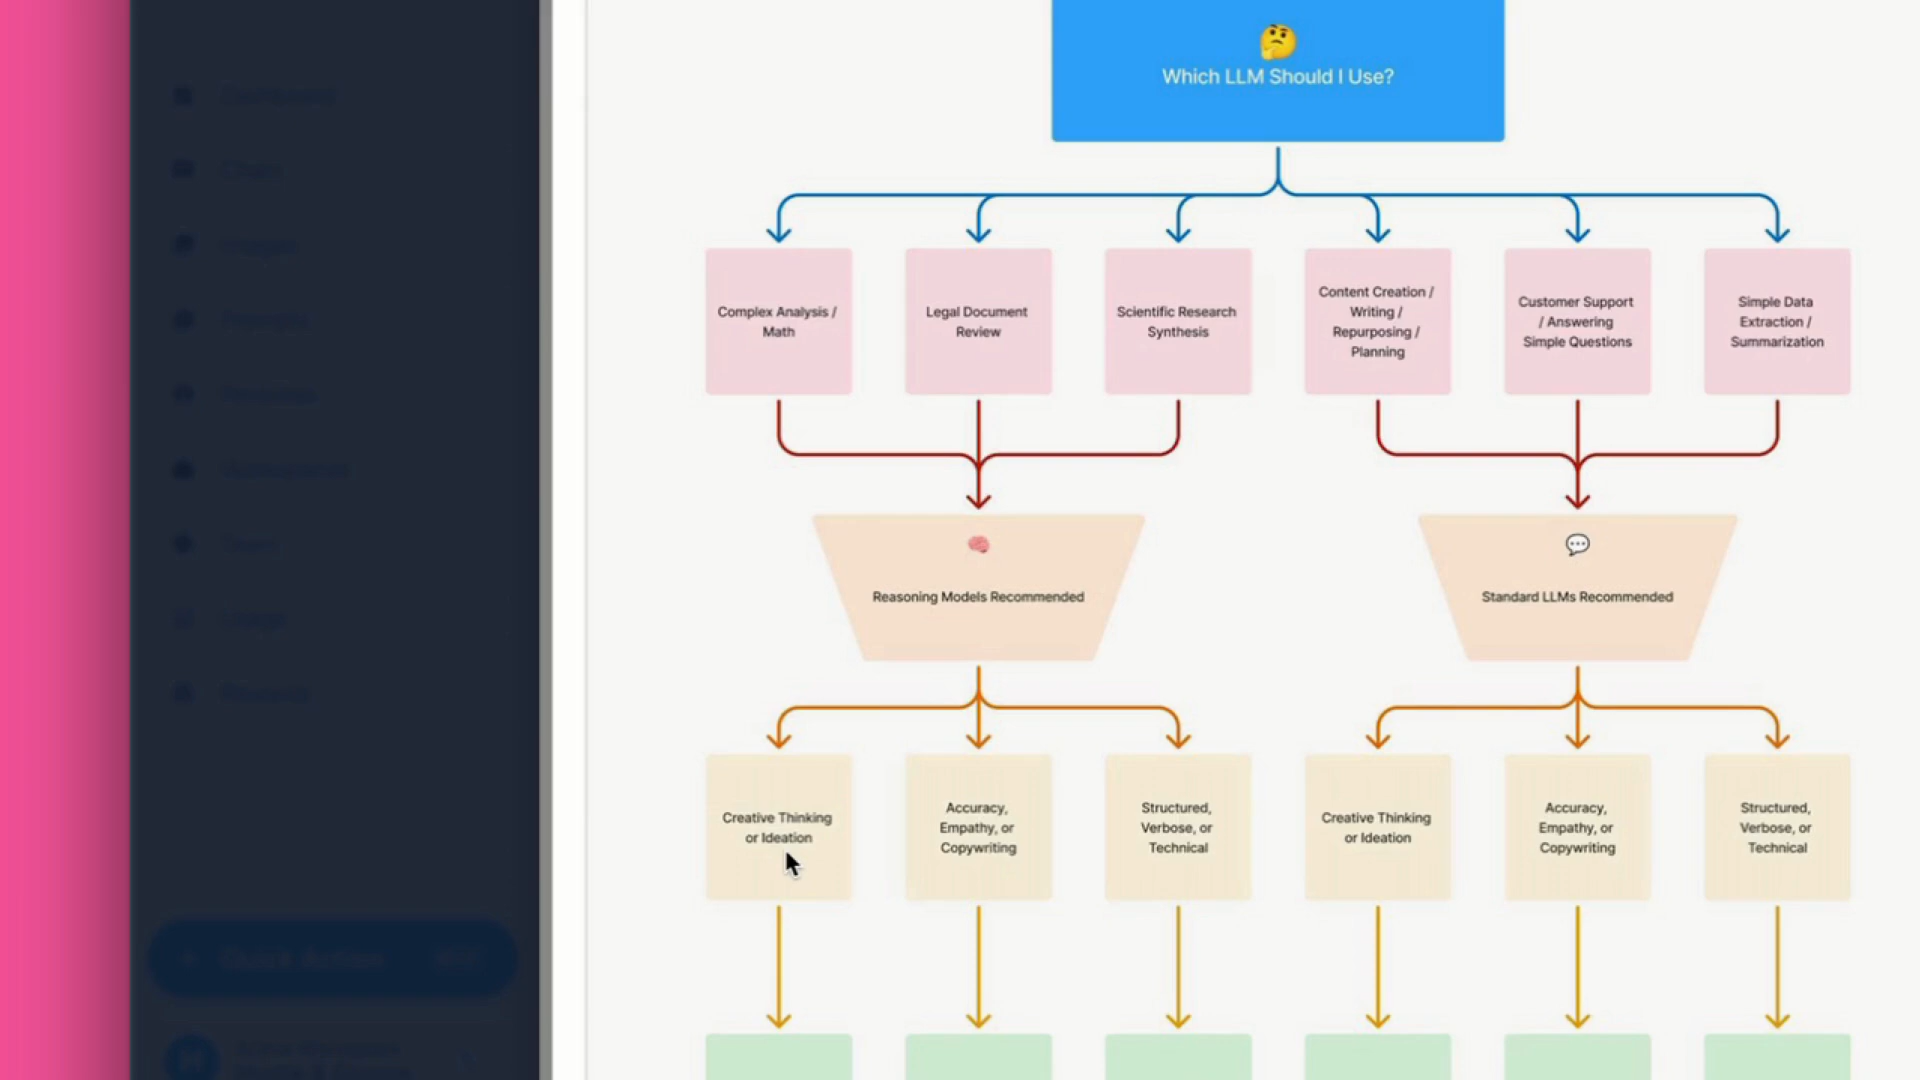 Which LLM Should I Use?
Complex Analysis /
Math
Legal Document
Review
Scientific Research
Synthesis
Content Creation /
Writing /
Repurposing /
Planning
Customer Support
/ Answering
Simple Questions
Simple Data
Extraction /
Summarization
Reasoning Models Recommended
Standard LLMs Recommended
Creative Thinking
or Ideation
Accuracy,
Empathy, or
Copywriting
Structured,
Verbose, or
Technical
Creative Thinking
or Ideation
Accuracy,
Empathy, or
Copywriting
Structured,
Verbose, or
Technical